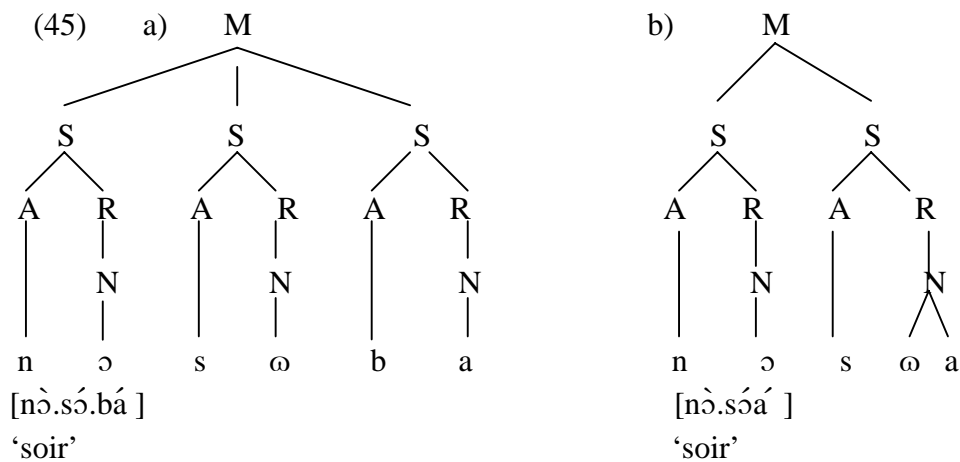 (45) a) M b) M
S S S S S
A R A R A R A R A R
N N N N N
n ɔ s ɷ b a n ɔ s ɷ a
[nɔ̀.sɔ́.bá ] [nɔ̀.sɔ́a´ ]
‘soir’ ‘soir’